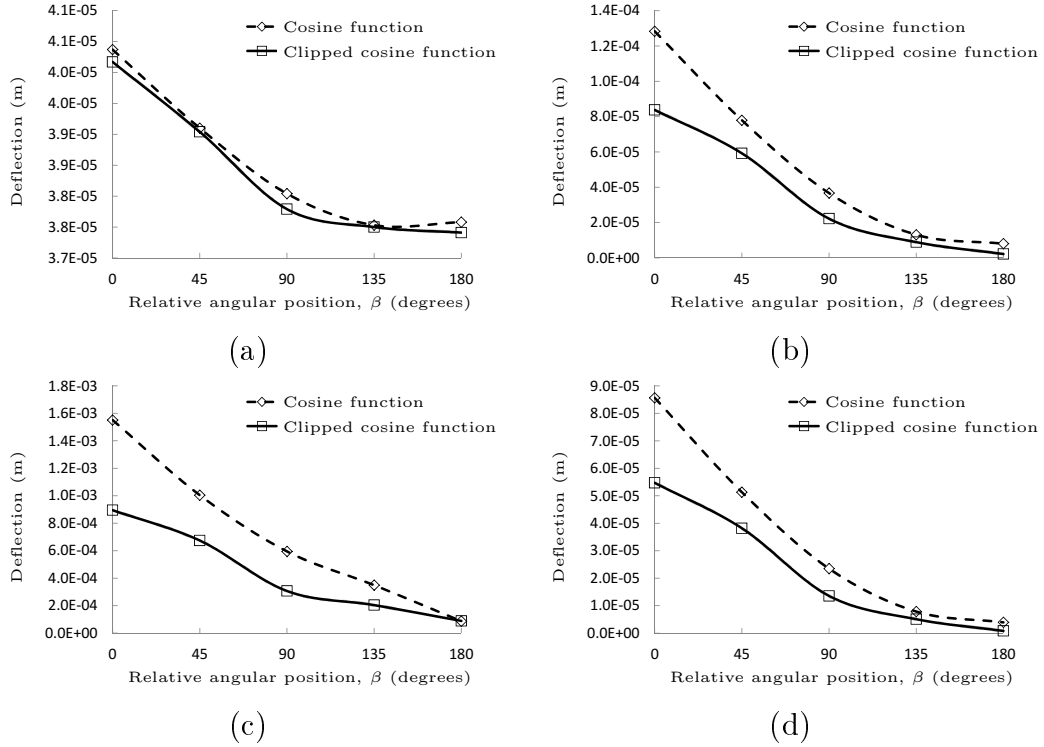 4.1E-05
4.1E-05
4.0E-05
4.0E-05
3.9E-05
3.9E-05
3.8E-05
3.8E-05
3.7E-05
Deflection (m)
Cosine function
Clipped cosine function
0 45 90 135 180
Relative angular position, β (degrees)
(a)
1.4E-04
1.2E-04
1.0E-04
8.0E-05
6.0E-05
4.0E-05
2.0E-05
0.0E+00
Deflection (m)
Cosine function
Clipped cosine function
0 45 90 135 180
Relative angular position, β (degrees)
(b)
1.8E-03
1.6E-03
1.4E-03
1.2E-03
1.0E-03
8.0E-04
6.0E-04
4.0E-04
2.0E-04
0.0E+00
Deflection (m)
Cosine function
Clipped cosine function
0 45 90 135 180
Relative angular position, β (degrees)
(c)
9.0E-05
8.0E-05
7.0E-05
6.0E-05
5.0E-05
4.0E-05
3.0E-05
2.0E-05
1.0E-05
0.0E+00
Deflection (m)
Cosine function
Clipped cosine function
0 45 90 135 180
Relative angular position, β (degrees)
(d)